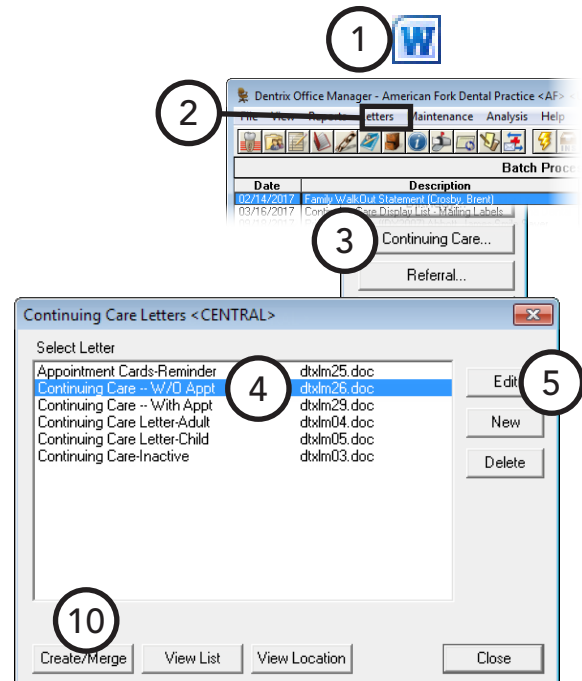 1 W
Dentrix Office Manager - American Fork Dental Practice <AF>
2
File View Reports Letters Maintenance Analysis Help
Batch Proce
Date Description
02/14/2017 Family WalkOut Statement (Crosby, Brent)
03/16/2017 Continuing Care Display List - Mailing Labels
3 Continuing Care...
Referral...
Continuing Care Letters <CENTRAL>
Select Letter
Appointment Cards-Reminder dtxlm25.doc
Continuing Care -- W/O Appt dtxlm26.doc
4
Edit
5
Continuing Care -- With Appt dtxlm29.doc
Continuing Care Letter-Adult dtxlm04.doc
New
Continuing Care Letter-Child dtxlm05.doc
Continuing Care-Inactive dtxlm03.doc
Delete
10
Create/Merge View List View Location Close